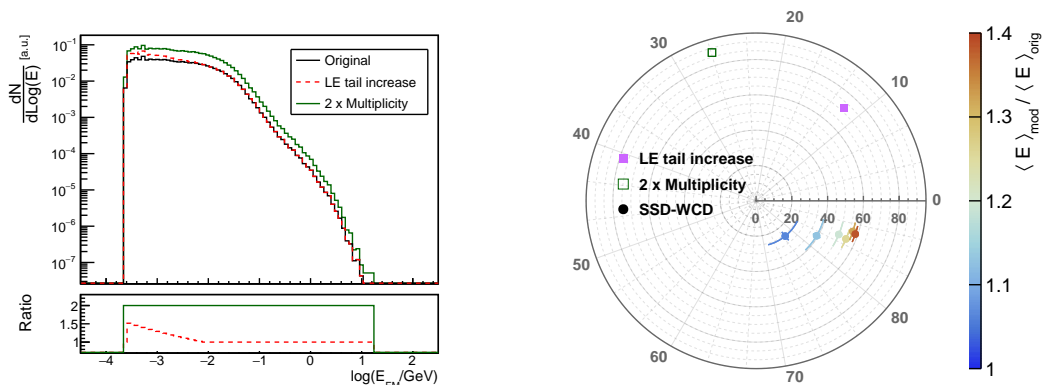 dN
dLog(E) [a.u.]
10⁻¹
10⁻²
10⁻³
10⁻⁴
10⁻⁵
10⁻⁶
10⁻⁷
Original
LE tail increase
2 x Multiplicity
Ratio
2
1.5
1
−4 −3 −2 −1 0 1 2
log(E_EM/GeV)
20
30
10
40
0
50
80
60
70
LE tail increase
2 x Multiplicity
SSD-WCD
0 20 40 60 80
1.4
1.3
1.2
1.1
1
⟨ E ⟩_mod / ⟨ E ⟩_orig